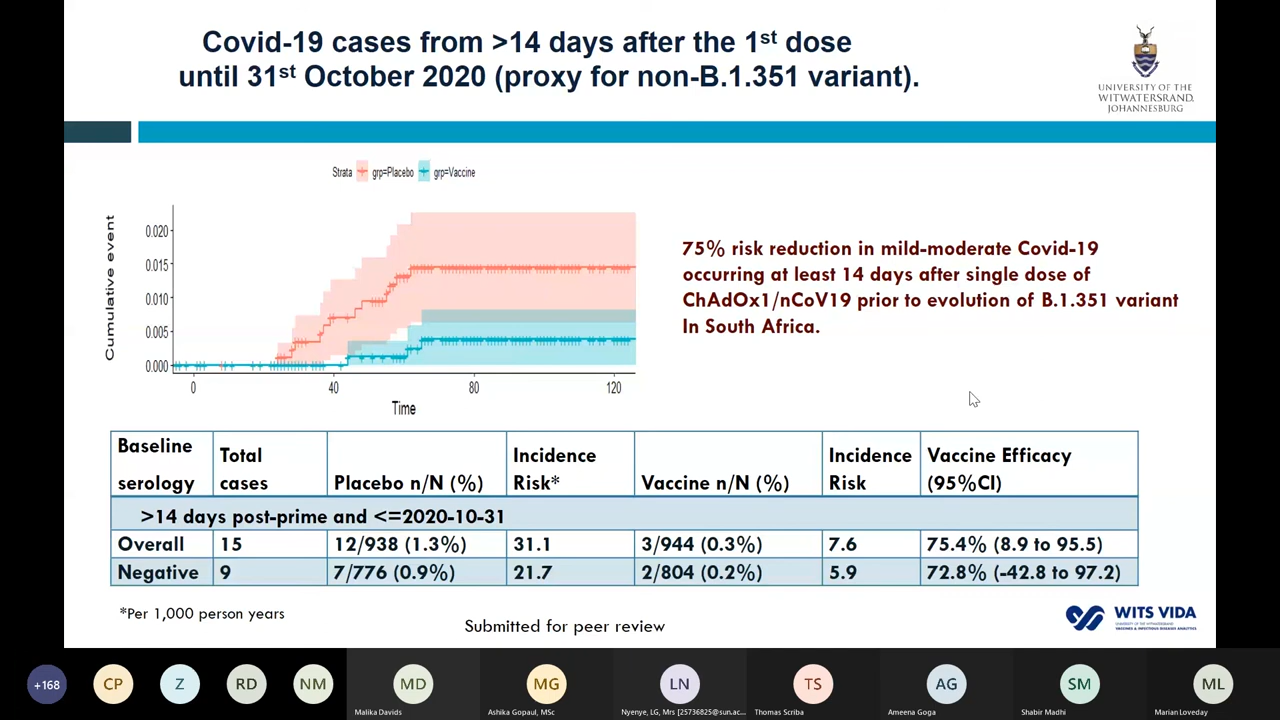 Covid-19 cases from >14 days after the 1st dose
until 31st October 2020 (proxy for non-B.1.351 variant).
UNIVERSITY OF THE
WITWATERSRAND,
JOHANNESBURG
Strata grp=Placebo grp=Vaccine
Cumulative event
0.020
0.015
0.010
0.005
0.000
0 40 80 120
Time
75% risk reduction in mild-moderate Covid-19
occurring at least 14 days after single dose of
ChAdOx1/nCoV19 prior to evolution of B.1.351 variant
In South Africa.
Baseline serology Total cases Placebo n/N (%) Incidence Risk* Vaccine n/N (%) Incidence Risk Vaccine Efficacy (95%CI)
>14 days post-prime and <=2020-10-31
Overall 15 12/938 (1.3%) 31.1 3/944 (0.3%) 7.6 75.4% (8.9 to 95.5)
Negative 9 7/776 (0.9%) 21.7 2/804 (0.2%) 5.9 72.8% (-42.8 to 97.2)
*Per 1,000 person years
Submitted for peer review
WITS VIDA
+168 CP Z RD NM MD MG LN TS AG SM ML
Malika Davids Ashika Gopaul, MSc Nyenye, LG, Mrs [25736825@sun.ac... Thomas Scriba Ameena Goga Shabir Madhi Marian Loveday